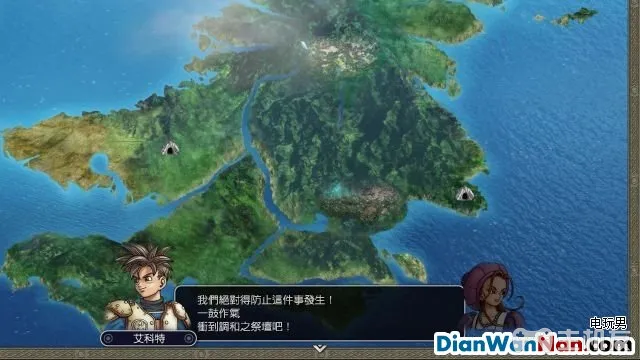 我們絕對得防止這件事發生！
一鼓作氣
衝到調和之祭壇吧！
艾科特
电玩男
DianWanNan.com